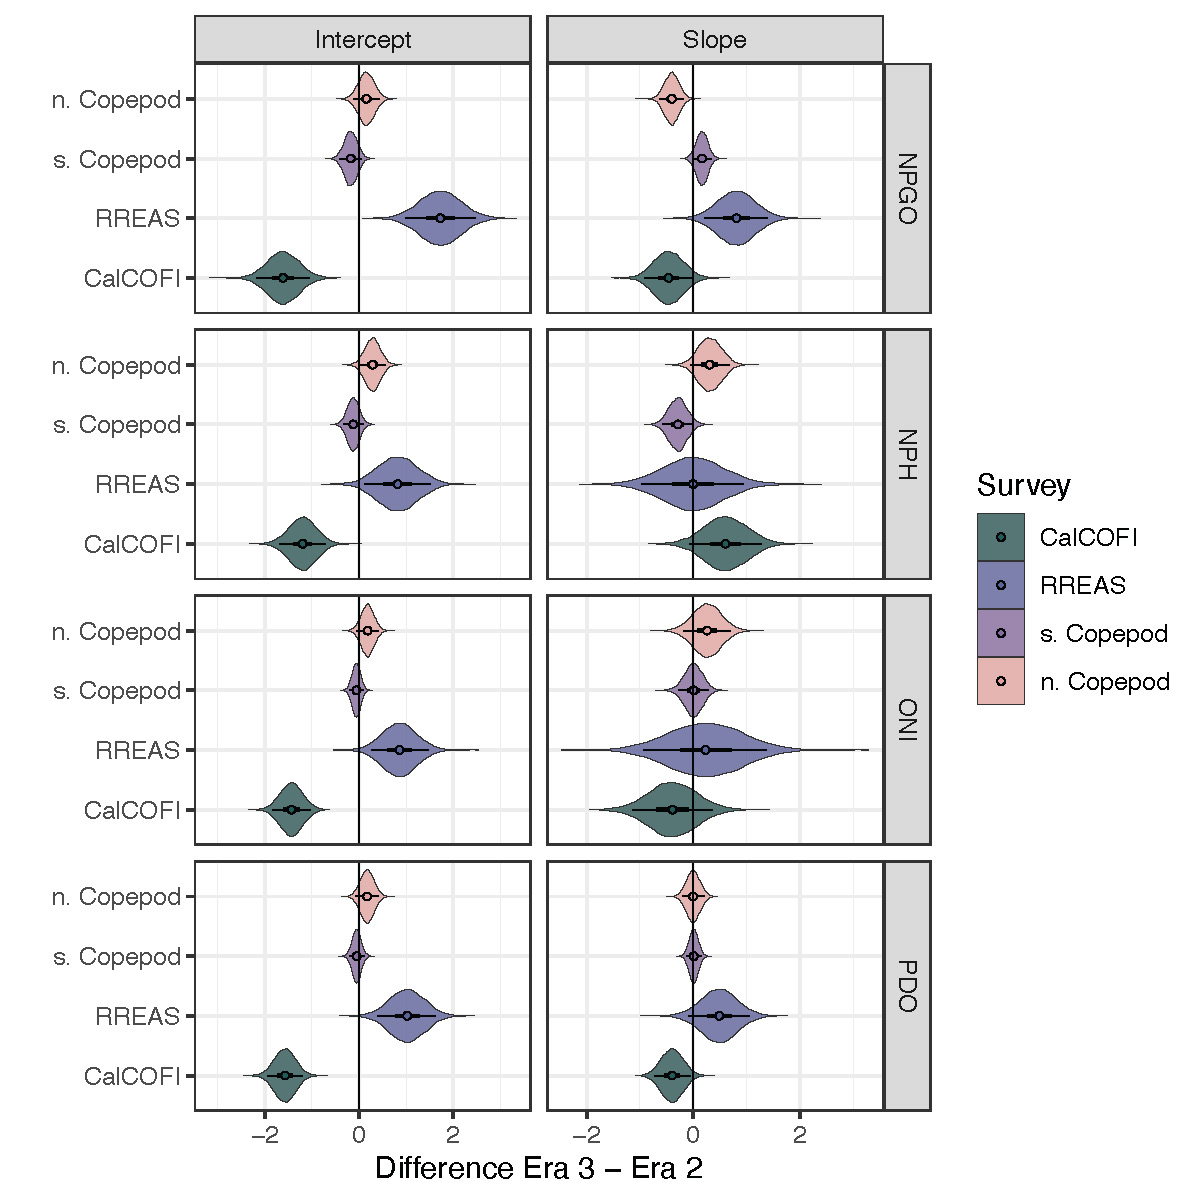 Intercept Slope
n. Copepod
s. Copepod
RREAS
CalCOFI
NPGO
n. Copepod
s. Copepod
RREAS
CalCOFI
NPH
n. Copepod
s. Copepod
RREAS
CalCOFI
ONI
n. Copepod
s. Copepod
RREAS
CalCOFI
PDO
−2 0 2 −2 0 2
Difference Era 3 − Era 2
Survey
CalCOFI
RREAS
s. Copepod
n. Copepod